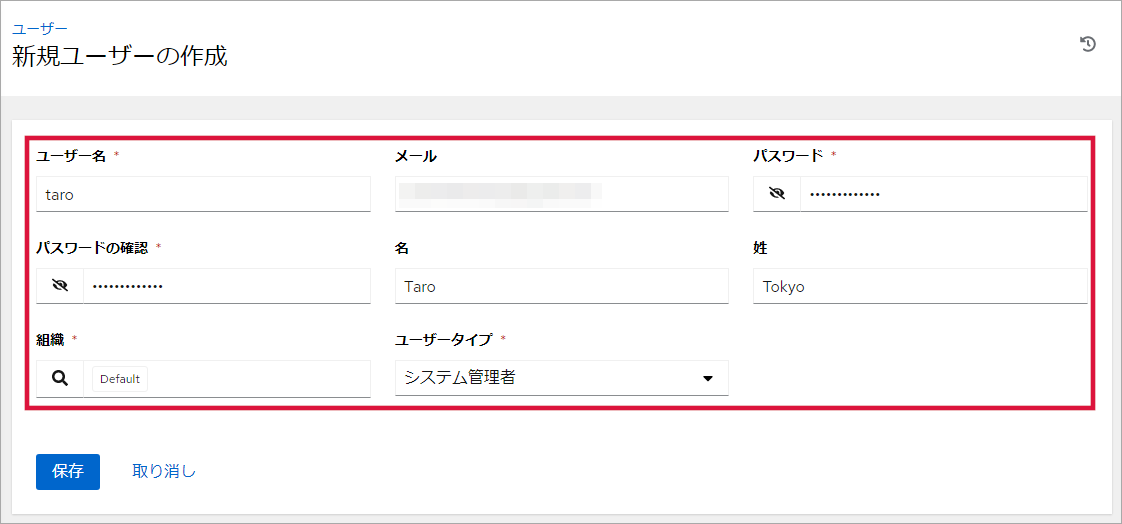 ユーザー
新規ユーザーの作成
ユーザー名 * メール パスワード *
taro •••••••••••••
パスワードの確認 * 名 姓
••••••••••••• Taro Tokyo
組織 * ユーザータイプ *
Default システム管理者
保存 取り消し